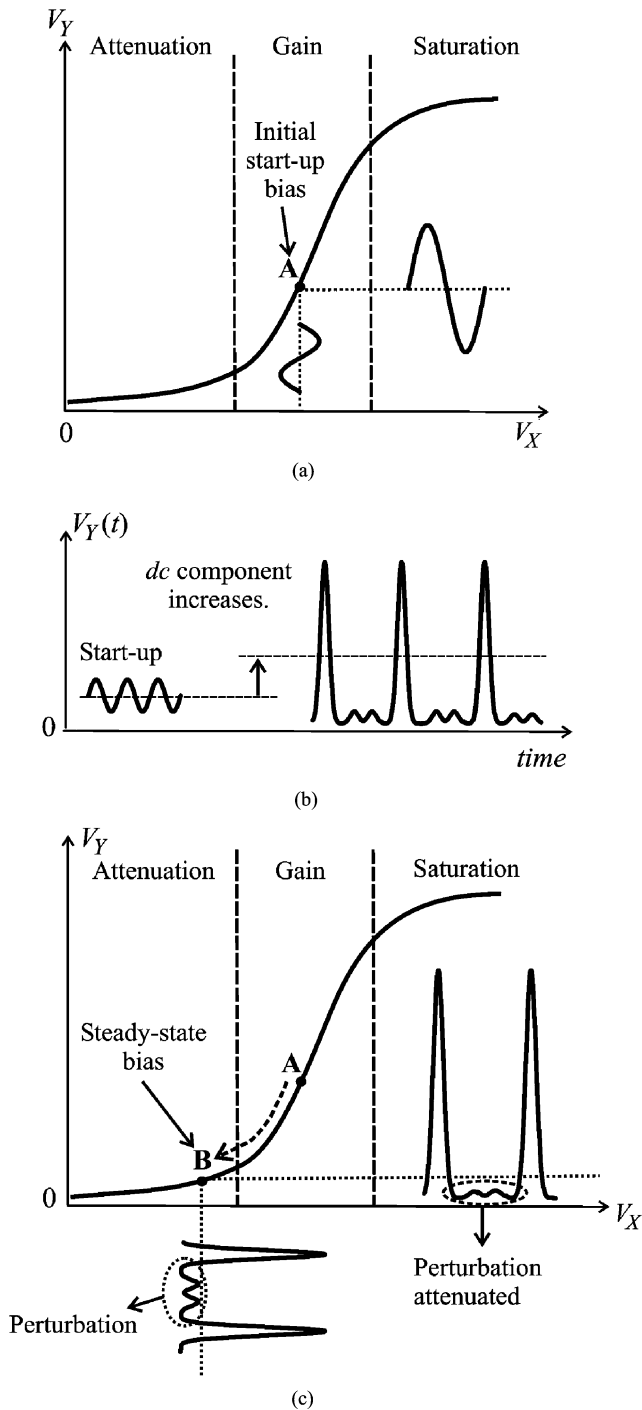 V_Y
Attenuation Gain Saturation
Initial
start-up
bias
A
0
V_X
(a)
V_Y(t)
dc component
increases.
Start-up
0
time
(b)
V_Y
Attenuation Gain Saturation
Steady-state
bias
A
B
0
V_X
Perturbation
attenuated
Perturbation
(c)